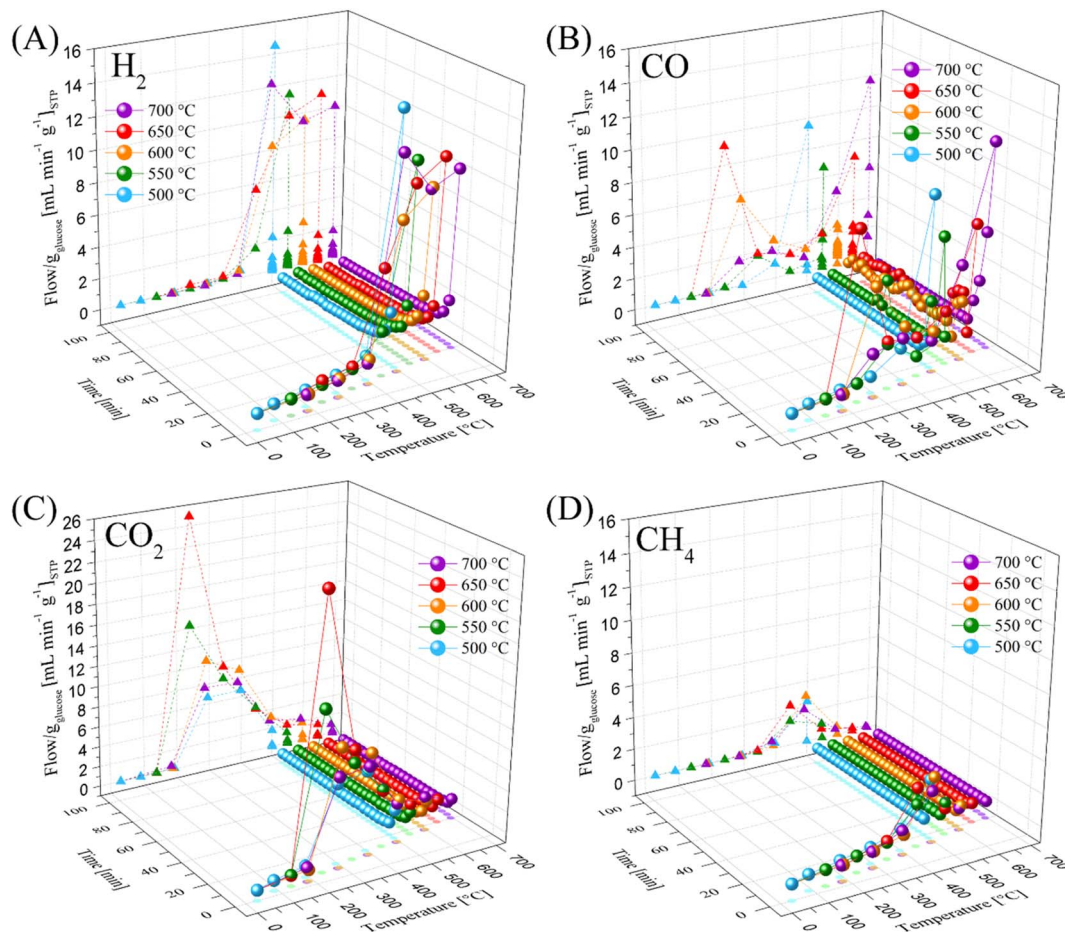 (A)
H2
Flow/gglucose [mL min-1 g-1]STP
16
14
12
10
8
6
4
2
0
700 °C
650 °C
600 °C
550 °C
500 °C
100
80
60
40
20
0
Time [min]
0
100
200
300
400
500
600
700
Temperature [°C]
(B)
CO
Flow/gglucose [mL min-1 g-1]STP
16
14
12
10
8
6
4
2
0
700 °C
650 °C
600 °C
550 °C
500 °C
100
80
60
40
20
0
Time [min]
0
100
200
300
400
500
600
700
Temperature [°C]
(C)
CO2
Flow/gglucose [mL min-1 g-1]STP
26
24
22
20
18
16
14
12
10
8
6
4
2
0
700 °C
650 °C
600 °C
550 °C
500 °C
100
80
60
40
20
0
Time [min]
0
100
200
300
400
500
600
700
Temperature [°C]
(D)
CH4
Flow/gglucose [mL min-1 g-1]STP
16
14
12
10
8
6
4
2
0
700 °C
650 °C
600 °C
550 °C
500 °C
100
80
60
40
20
0
Time [min]
0
100
200
300
400
500
600
700
Temperature [°C]